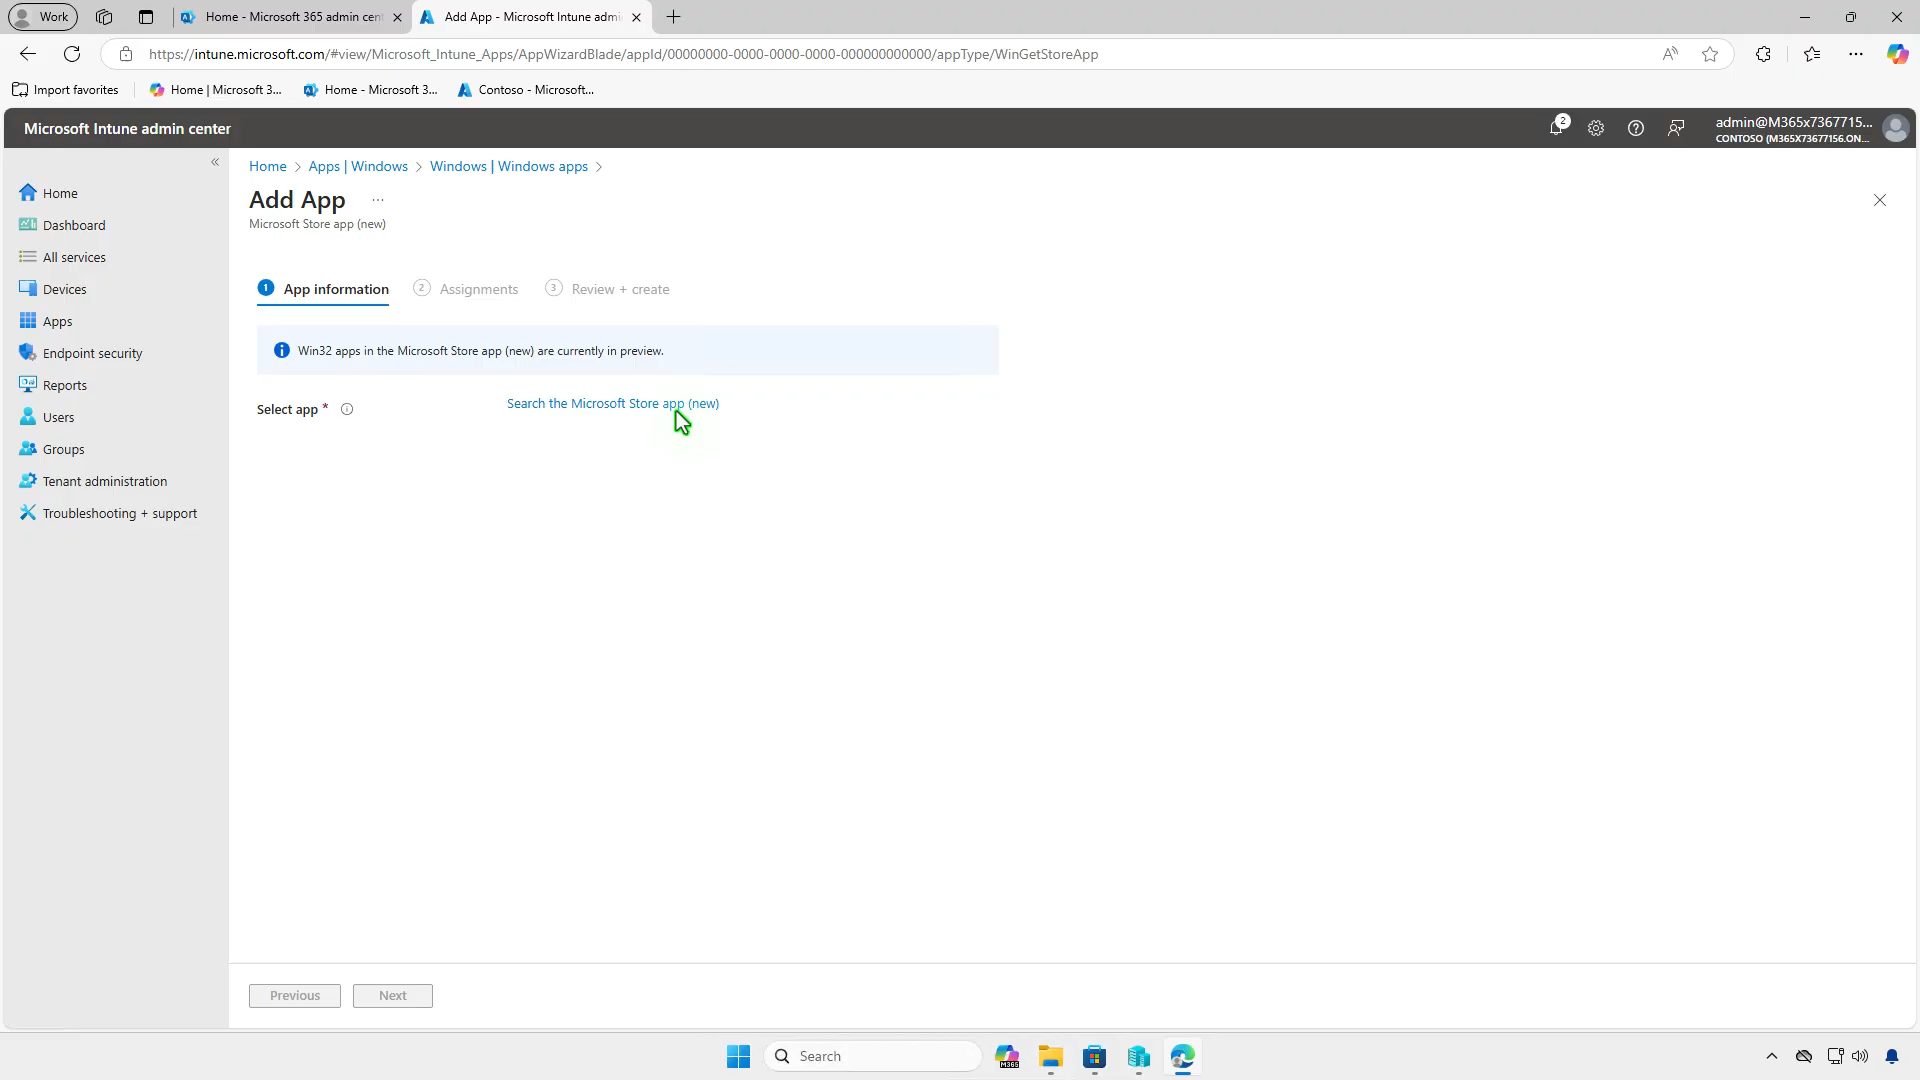 Work
Home - Microsoft 365 admin cen
Add App - Microsoft Intune admi
https://intune.microsoft.com/#view/Microsoft_Intune_Apps/AppWizardBlade/appId/00000000-0000-0000-0000-000000000000/appType/WinGetStoreApp
Import favorites
Home | Microsoft 3...
Home - Microsoft 3...
Contoso - Microsoft...
Microsoft Intune admin center
2
admin@M365x7367715...
CONTOSO (M365X73677156.ON...
Home
Dashboard
All services
Devices
Apps
Endpoint security
Reports
Users
Groups
Tenant administration
Troubleshooting + support
Home > Apps | Windows > Windows | Windows apps >
Add App ...
Microsoft Store app (new)
1 App information
2 Assignments
3 Review + create
Win32 apps in the Microsoft Store app (new) are currently in preview.
Select app *
Search the Microsoft Store app (new)
Previous
Next
Search
M365